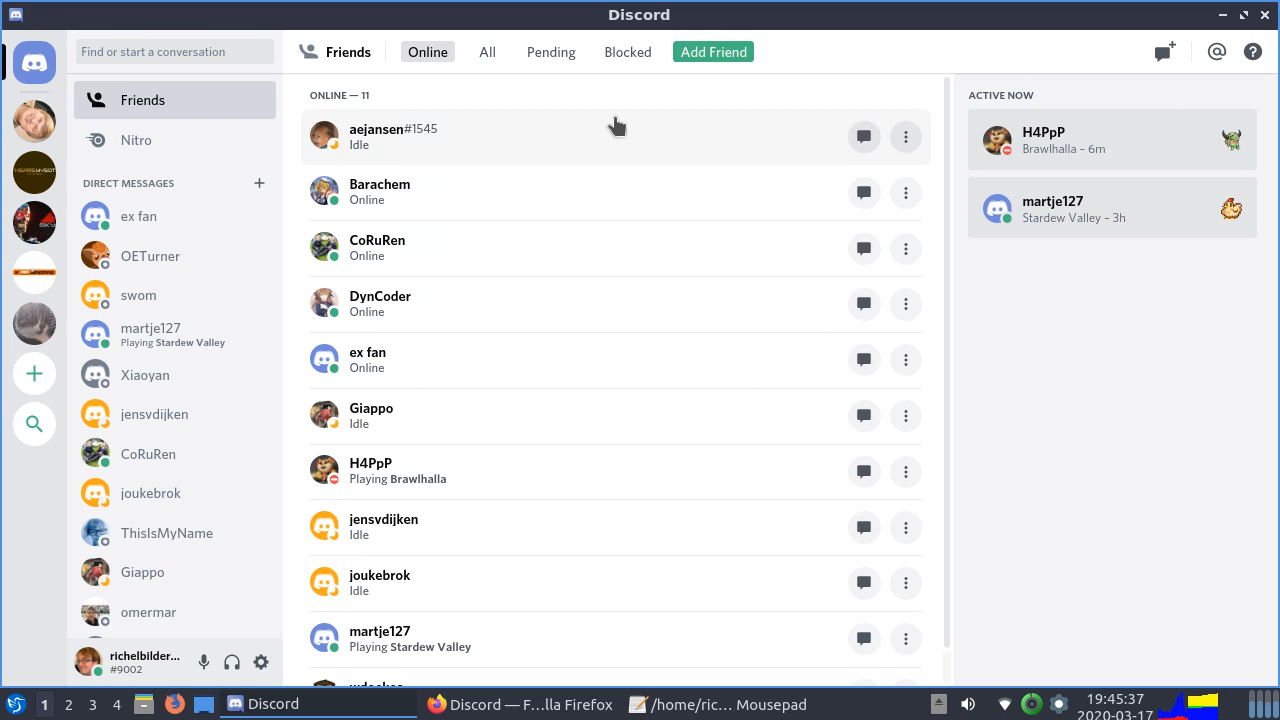 Discord
Find or start a conversation
Friends
Nitro
DIRECT MESSAGES
ex fan
OETurner
swom
martje127
Playing Stardew Valley
Xiaoyan
jensvdijken
CoRuRen
joukebrok
ThisIsMyName
Giappo
omermar
richelbilder...
#9002
Friends
Online
All
Pending
Blocked
Add Friend
ONLINE — 11
aejansen#1545
Idle
Barachem
Online
CoRuRen
Online
DynCoder
Online
ex fan
Online
Giappo
Idle
H4PpP
Playing Brawlhalla
jensvdijken
Idle
joukebrok
Idle
martje127
Playing Stardew Valley
ACTIVE NOW
H4PpP
Brawlhalla – 6m
martje127
Stardew Valley – 3h
1 2 3 4
Discord
Discord — F...lla Firefox
/home/ric... Mousepad
19:45:37
2020-03-17